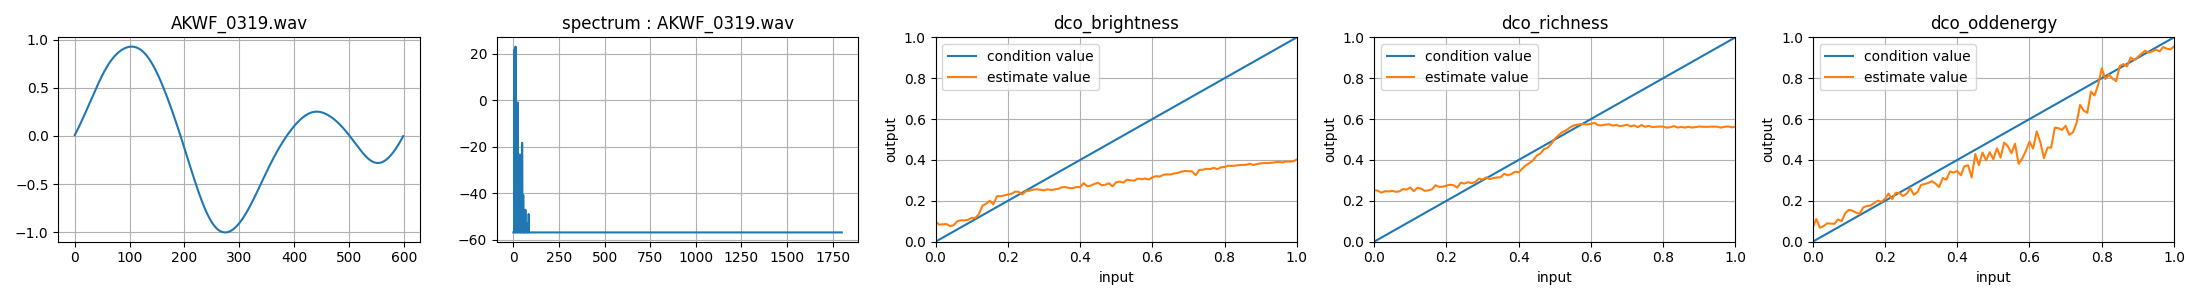 AKWF_0319.wav
1.0
0.5
0.0
−0.5
−1.0
0 100 200 300 400 500 600
spectrum : AKWF_0319.wav
20
0
−20
−40
−60
0 250 500 750 1000 1250 1500 1750
dco_brightness
condition value
estimate value
output
1.0
0.8
0.6
0.4
0.2
0.0
0.0 0.2 0.4 0.6 0.8 1.0
input
dco_richness
condition value
estimate value
output
1.0
0.8
0.6
0.4
0.2
0.0
0.0 0.2 0.4 0.6 0.8 1.0
input
dco_oddenergy
condition value
estimate value
output
1.0
0.8
0.6
0.4
0.2
0.0
0.0 0.2 0.4 0.6 0.8 1.0
input